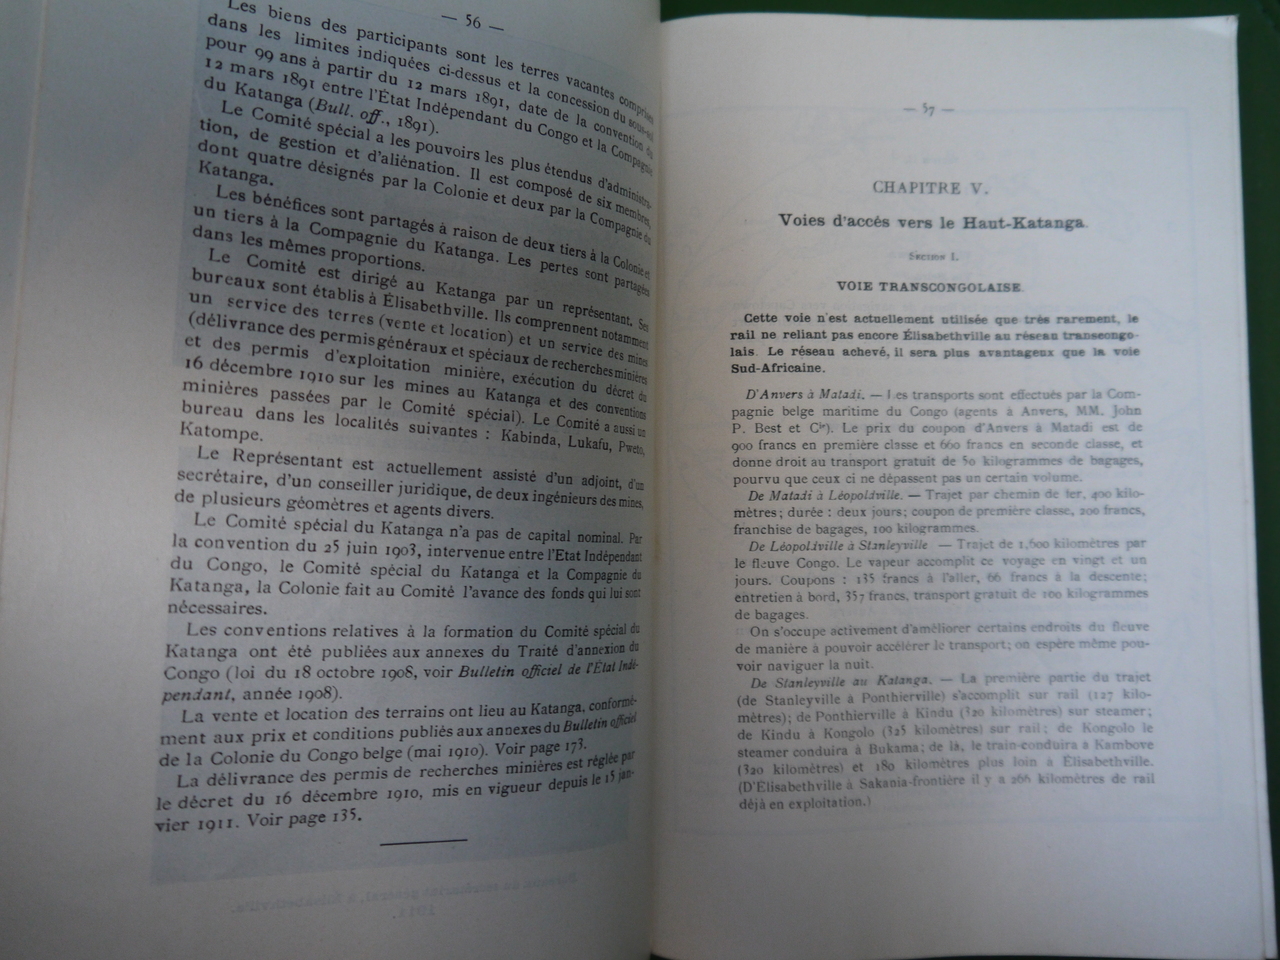 — 56 —
Les biens des participants sont les terres vacantes comprises
dans les limites indiquées ci-dessus et la concession du sous-sol
pour 99 ans à partir du 12 mars 1891, date de la convention du
12 mars 1891 entre l'État Indépendant du Congo et la Compagnie
du Katanga (Bull. off., 1891).
Le Comité spécial a les pouvoirs les plus étendus d'administra-
tion, de gestion et d'aliénation. Il est composé de six membres,
dont quatre désignés par la Colonie et deux par la Compagnie du
Katanga.
Les bénéfices sont partagés à raison de deux tiers à la Colonie et
un tiers à la Compagnie du Katanga. Les pertes sont partagées
dans les mêmes proportions.
Le Comité est dirigé au Katanga par un représentant. Ses
bureaux sont établis à Élisabethville. Ils comprennent notamment
un service des terres (vente et location) et un service des mines
(délivrance des permis généraux et spéciaux de recherches minières
et des permis d'exploitation minière, exécution du décret du
16 décembre 1910 sur les mines au Katanga et des conventions
minières passées par le Comité spécial). Le Comité a aussi un
bureau dans les localités suivantes : Kabinda, Lukafu, Pweto,
Katompe.
Le Représentant est actuellement assisté d'un adjoint, d'un
secrétaire, d'un conseiller juridique, de deux ingénieurs des mines,
de plusieurs géomètres et agents divers.
Le Comité spécial du Katanga n'a pas de capital nominal. Par
la convention du 25 juin 1903, intervenue entre l'Etat Indépendant
du Congo, le Comité spécial du Katanga et la Compagnie du
Katanga, la Colonie fait au Comité l'avance des fonds qui lui sont
nécessaires.
Les conventions relatives à la formation du Comité spécial du
Katanga ont été publiées aux annexes du Traité d'annexion du
Congo (loi du 18 octobre 1908, voir Bulletin officiel de l'État Indé-
pendant, année 1908).
La vente et location des terrains ont lieu au Katanga, conformé-
ment aux prix et conditions publiés aux annexes du Bulletin officiel
de la Colonie du Congo belge (mai 1910). Voir page 173.
La délivrance des permis de recherches minières est réglée par
le décret du 16 décembre 1910, mis en vigueur depuis le 15 jan-
vier 1911. Voir page 135.
— 57 —
CHAPITRE V.
Voies d'accès vers le Haut-Katanga.
Section I.
VOIE TRANSCONGOLAISE.
Cette voie n'est actuellement utilisée que très rarement, le
rail ne reliant pas encore Élisabethville au réseau transcongo-
lais. Le réseau achevé, il sera plus avantageux que la voie
Sud-Africaine.
D'Anvers à Matadi. — Les transports sont effectués par la Com-
pagnie belge maritime du Congo (agents à Anvers, MM. John
P. Best et Cie). Le prix du coupon d'Anvers à Matadi est de
900 francs en première classe et 660 francs en seconde classe, et
donne droit au transport gratuit de 50 kilogrammes de bagages,
pourvu que ceux ci ne dépassent pas un certain volume.
De Matadi à Léopoldville. — Trajet par chemin de fer, 400 kilo-
mètres ; durée : deux jours ; coupon de première classe, 200 francs,
franchise de bagages, 100 kilogrammes.
De Léopoldville à Stanleyville — Trajet de 1,600 kilomètres par
le fleuve Congo. Le vapeur accomplit ce voyage en vingt et un
jours. Coupons : 135 francs à l'aller, 66 francs à la descente ;
entretien à bord, 357 francs, transport gratuit de 100 kilogrammes
de bagages.
On s'occupe activement d'améliorer certains endroits du fleuve
de manière à pouvoir accélérer le transport ; on espère même pou-
voir naviguer la nuit.
De Stanleyville au Katanga. — La première partie du trajet
(de Stanleyville à Ponthierville) s'accomplit sur rail (127 kilo-
mètres) ; de Ponthierville à Kindu (320 kilomètres) sur steamer ;
de Kindu à Kongolo (325 kilomètres) sur rail ; de Kongolo le
steamer conduira à Bukama ; de là, le train conduira à Kambove
(320 kilomètres) et 180 kilomètres plus loin à Elisabethville.
(D'Élisabethville à Sakania-frontière il y a 266 kilomètres de rail
déjà en exploitation.)